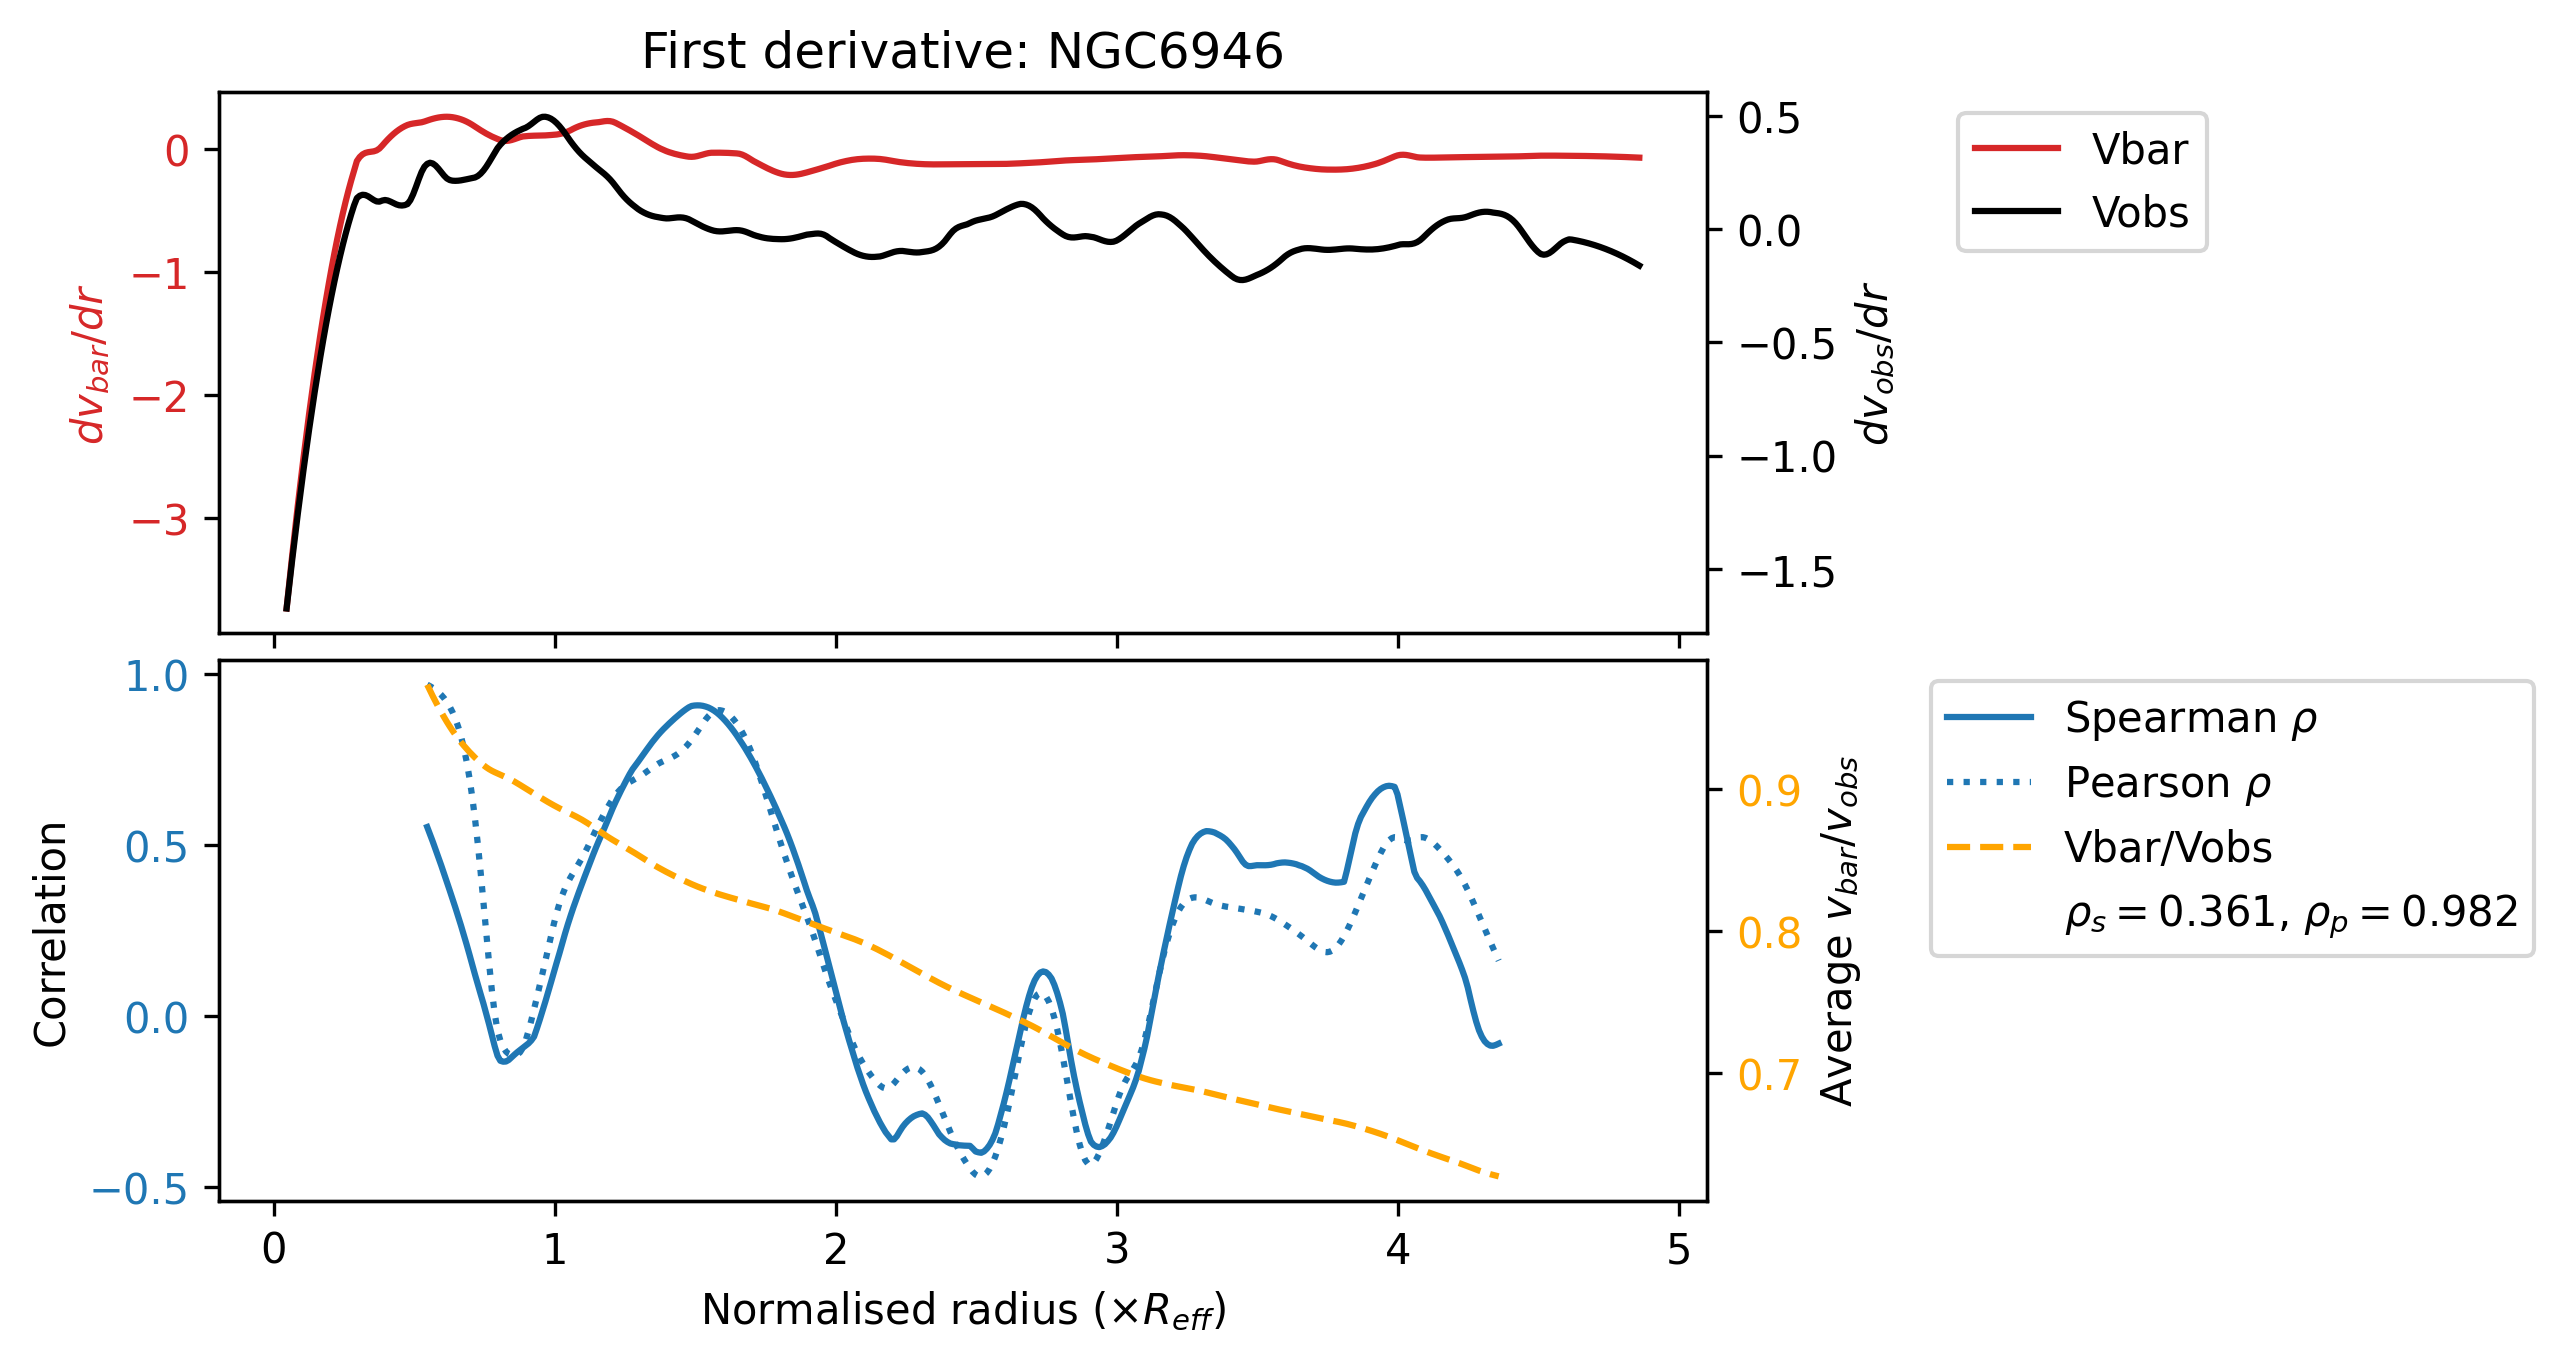 First derivative: NGC6946
0
−1
−2
−3
dv_bar/dr
0.5
0.0
−0.5
−1.0
−1.5
dv_obs/dr
Vbar
Vobs
1.0
0.5
0.0
−0.5
Correlation
0.9
0.8
0.7
Average v_bar/v_obs
Spearman ρ
Pearson ρ
Vbar/Vobs
ρ_s = 0.361, ρ_p = 0.982
0 1 2 3 4 5
Normalised radius (×R_eff)